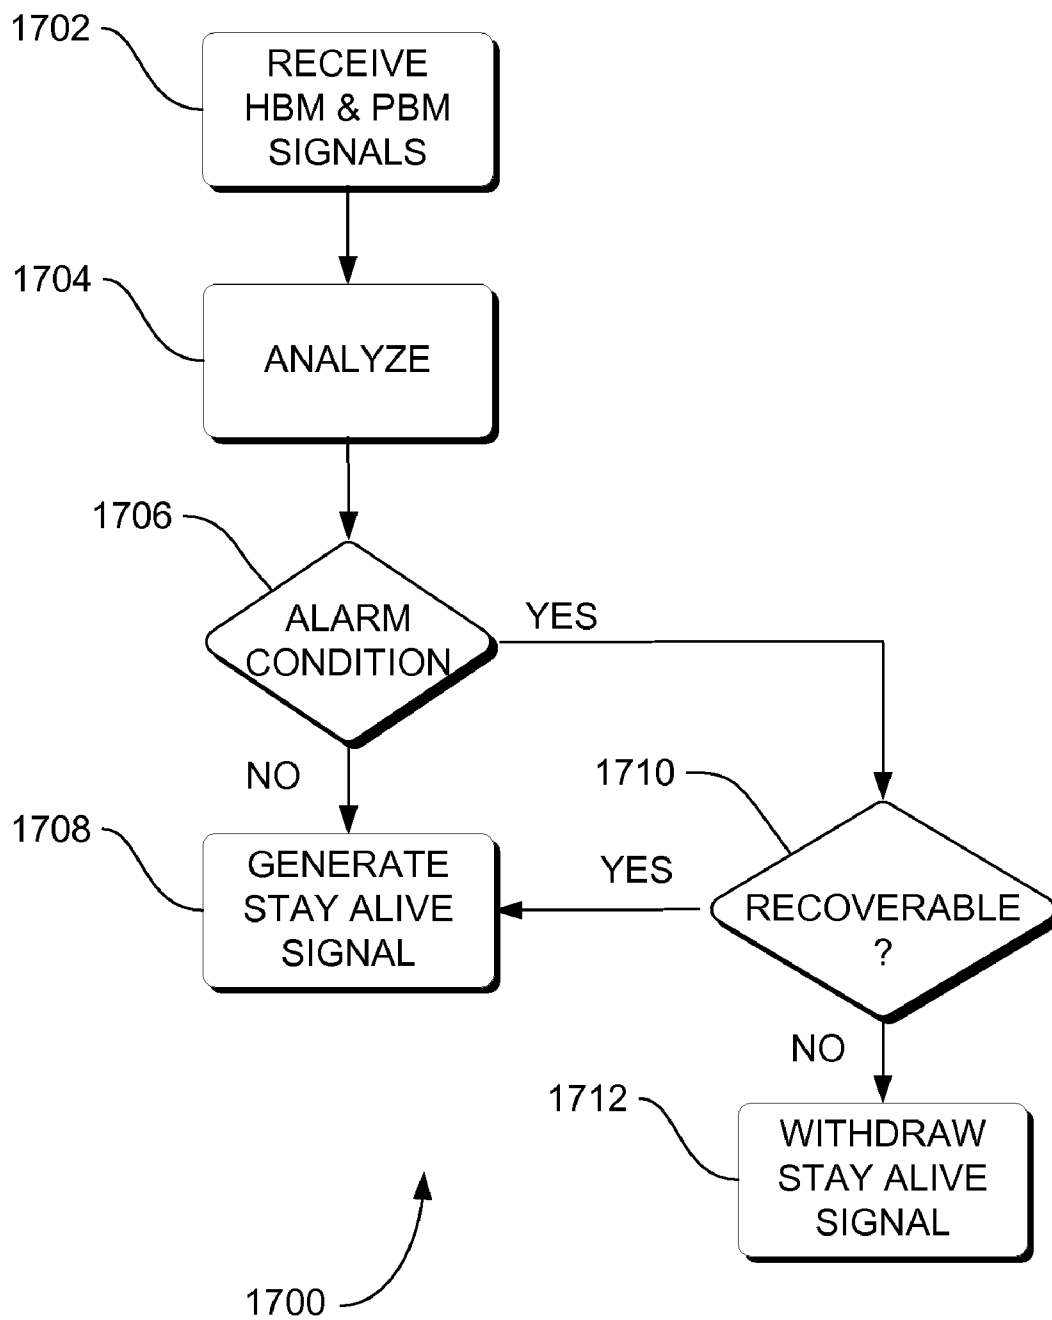 1702
RECEIVE
HBM & PBM
SIGNALS
1704
ANALYZE
1706
ALARM
CONDITION
YES
NO
1710
1708
GENERATE
STAY ALIVE
SIGNAL
YES
RECOVERABLE
?
NO
1712
WITHDRAW
STAY ALIVE
SIGNAL
1700